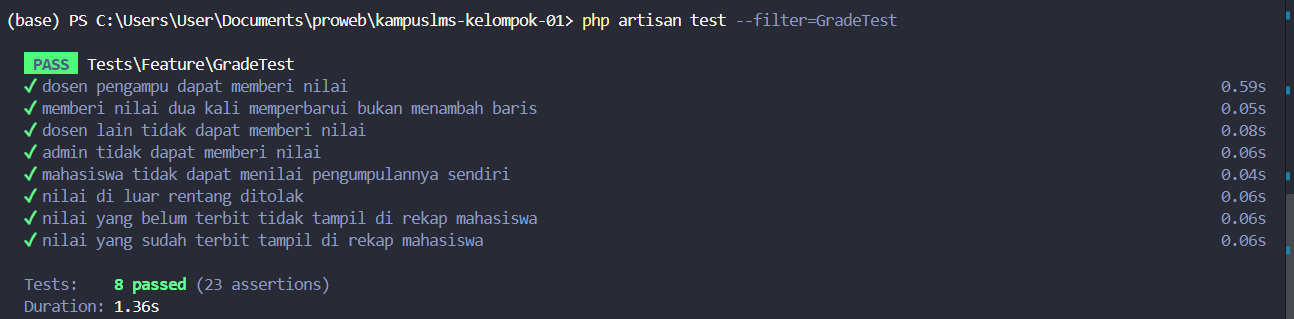 (base) PS C:\Users\User\Documents\proweb\kampuslms-kelompok-01> php artisan test --filter=GradeTest
PASS Tests\Feature\GradeTest
✓ dosen pengampu dapat memberi nilai 0.59s
✓ memberi nilai dua kali memperbarui bukan menambah baris 0.05s
✓ dosen lain tidak dapat memberi nilai 0.08s
✓ admin tidak dapat memberi nilai 0.06s
✓ mahasiswa tidak dapat menilai pengumpulannya sendiri 0.04s
✓ nilai di luar rentang ditolak 0.06s
✓ nilai yang belum terbit tidak tampil di rekap mahasiswa 0.06s
✓ nilai yang sudah terbit tampil di rekap mahasiswa 0.06s
Tests: 8 passed (23 assertions)
Duration: 1.36s